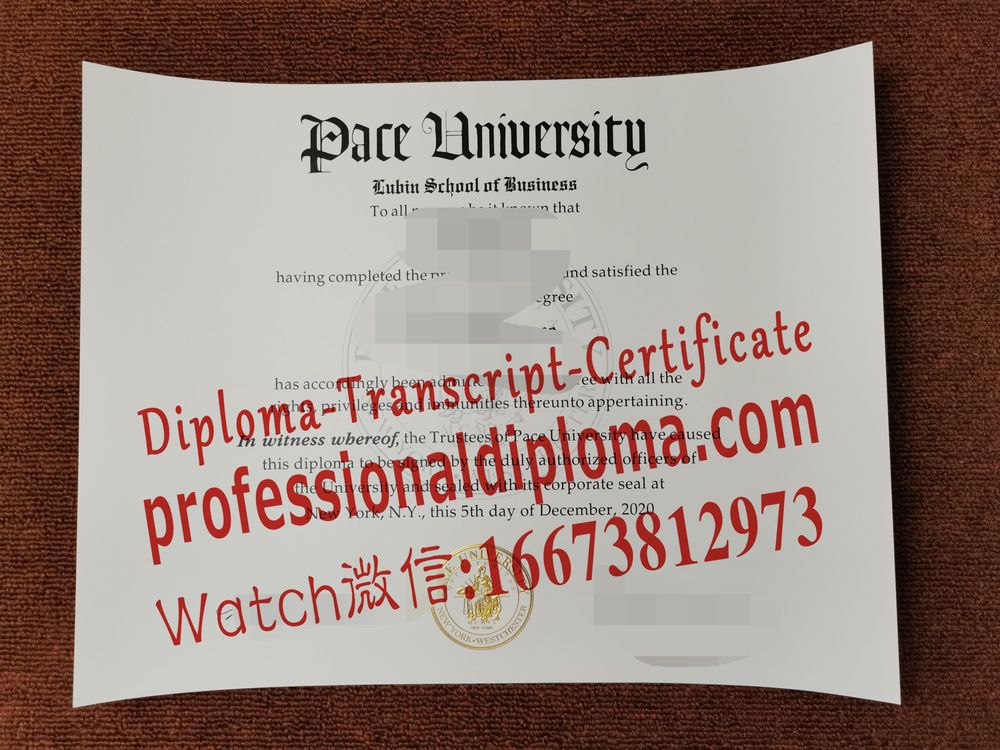 Pace University
Lubin School of Business
To all be it known that
having completed the and satisfied the
has accordingly been with all the
rights, privileges and immunities thereunto appertaining.
In witness whereof, the Trustees of Pace University have caused
this diploma to be signed by the duly authorized officers of
the University and sealed with its corporate seal at
New York, N.Y., this 5th day of December, 2020
Diploma-Transcript-Certificate
professionaldiploma.com
Watch微信:16673812973
NEW YORK • WESTCHESTER